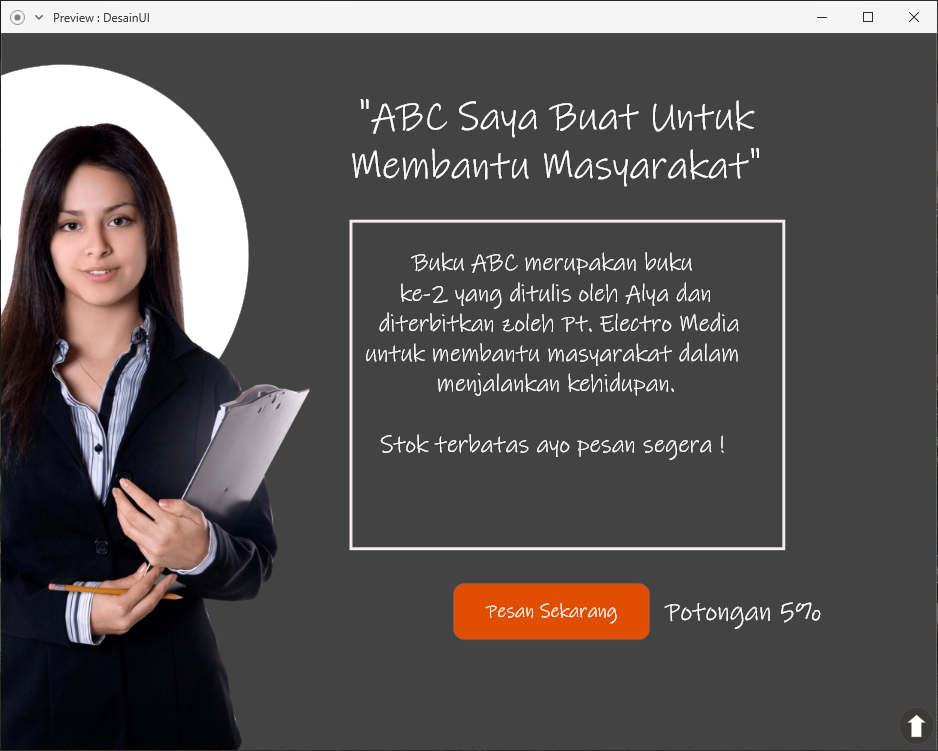 Preview : DesainUI
"ABC Saya Buat Untuk
Membantu Masyarakat"
Buku ABC merupakan buku
ke-2 yang ditulis oleh Alya dan
diterbitkan zoleh Pt. Electro Media
untuk membantu masyarakat dalam
menjalankan kehidupan.
Stok terbatas ayo pesan segera !
Pesan Sekarang
Potongan 5%